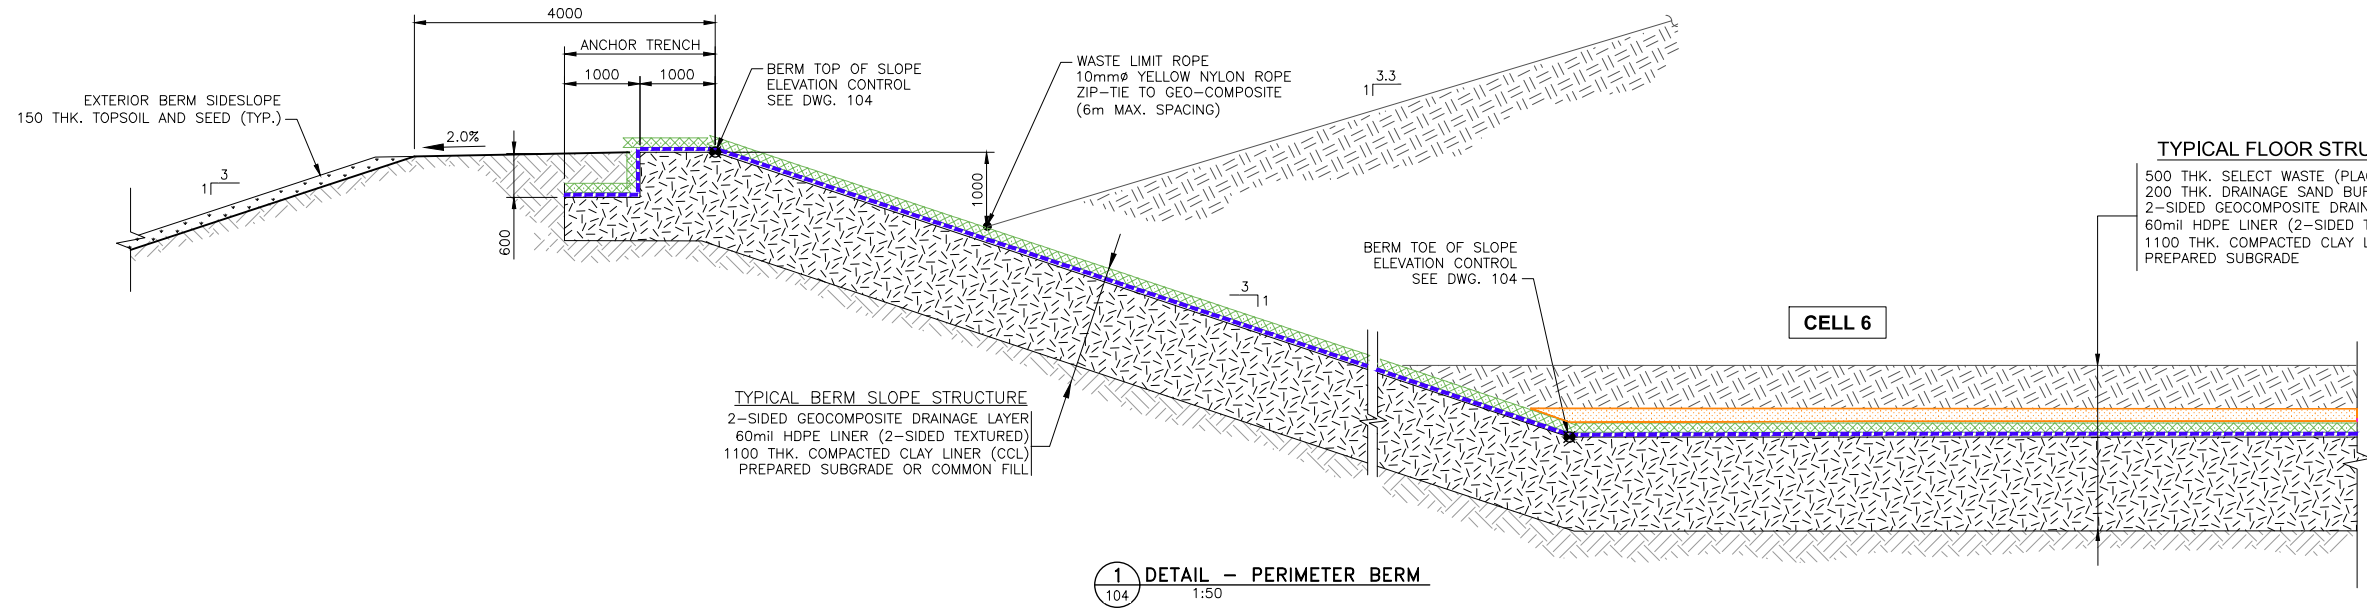 4000
ANCHOR TRENCH
1000
1000
BERM TOP OF SLOPE
ELEVATION CONTROL
SEE DWG. 104
WASTE LIMIT ROPE
10mmø YELLOW NYLON ROPE
ZIP-TIE TO GEO-COMPOSITE
(6m MAX. SPACING)
3.3
1
EXTERIOR BERM SIDESLOPE
150 THK. TOPSOIL AND SEED (TYP.)
2.0%
3
1
1000
600
TYPICAL FLOOR STRU
500 THK. SELECT WASTE (PLA
200 THK. DRAINAGE SAND BU
2-SIDED GEOCOMPOSITE DRAIN
60mil HDPE LINER (2-SIDED T
1100 THK. COMPACTED CLAY L
PREPARED SUBGRADE
BERM TOE OF SLOPE
ELEVATION CONTROL
SEE DWG. 104
3
1
CELL 6
TYPICAL BERM SLOPE STRUCTURE
2-SIDED GEOCOMPOSITE DRAINAGE LAYER
60mil HDPE LINER (2-SIDED TEXTURED)
1100 THK. COMPACTED CLAY LINER (CCL)
PREPARED SUBGRADE OR COMMON FILL
1
104
DETAIL - PERIMETER BERM
1:50